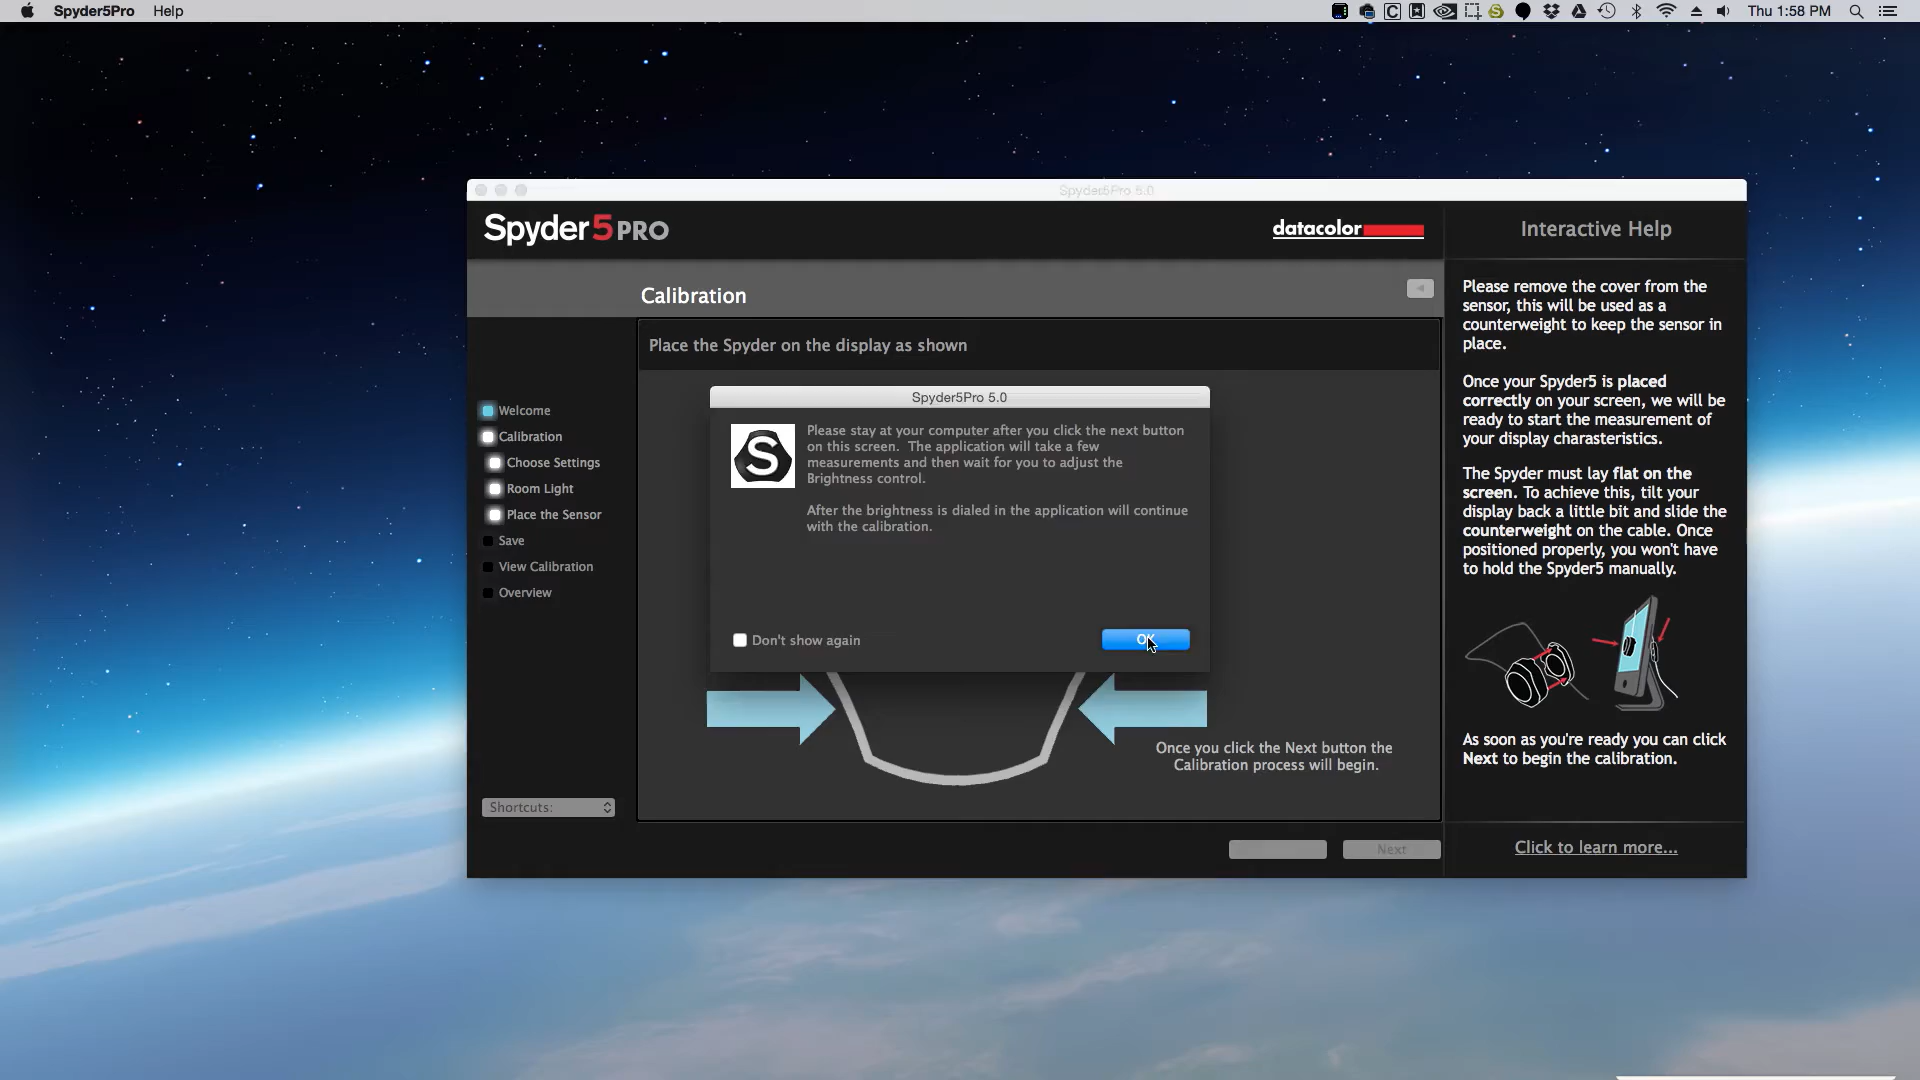 Spyder5Pro Help
Thu 1:58 PM
Spyder5Pro 5.0
Spyder5PRO
datacolor
Interactive Help
Calibration
Place the Spyder on the display as shown
Welcome
Calibration
Choose Settings
Room Light
Place the Sensor
Save
View Calibration
Overview
Shortcuts:
Spyder5Pro 5.0
S
Please stay at your computer after you click the next button
on this screen. The application will take a few
measurements and then wait for you to adjust the
Brightness control.
After the brightness is dialed in the application will continue
with the calibration.
Don't show again
OK
Once you click the Next button the
Calibration process will begin.
Next
Please remove the cover from the
sensor, this will be used as a
counterweight to keep the sensor in
place.
Once your Spyder5 is placed
correctly on your screen, we will be
ready to start the measurement of
your display charasteristics.
The Spyder must lay flat on the
screen. To achieve this, tilt your
display back a little bit and slide the
counterweight on the cable. Once
positioned properly, you won't have
to hold the Spyder5 manually.
As soon as you're ready you can click
Next to begin the calibration.
Click to learn more...